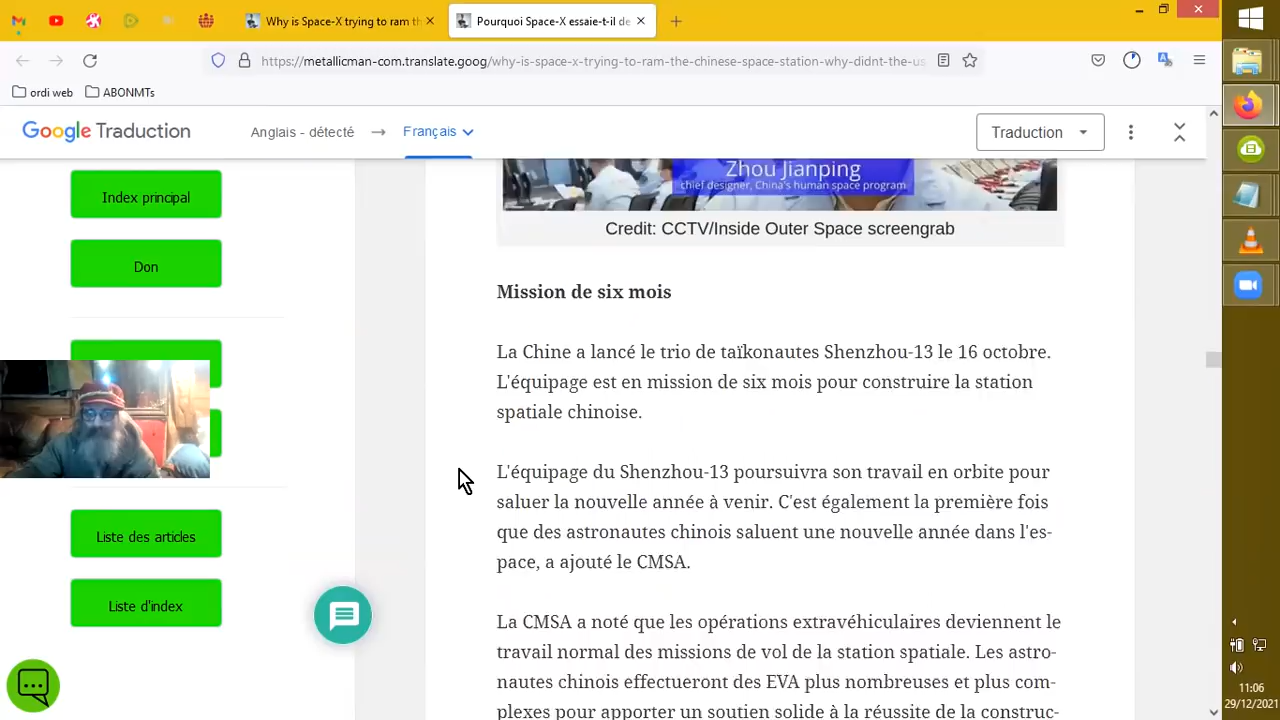 Why is Space-X trying to ram th
Pourquoi Space-X essaie-t-il de
https://metallicman-com.translate.goog/why-is-space-x-trying-to-ram-the-chinese-space-station-why-didnt-the-us
ordi web
ABONMTs
Google Traduction
Anglais - détecté
Français
Traduction
Index principal
Don
Liste des articles
Liste d'index
Zhou Jianping
chief designer, China's human space program
Credit: CCTV/Inside Outer Space screengrab
Mission de six mois
La Chine a lancé le trio de taïkonautes Shenzhou-13 le 16 octobre.
L'équipage est en mission de six mois pour construire la station
spatiale chinoise.
L'équipage du Shenzhou-13 poursuivra son travail en orbite pour
saluer la nouvelle année à venir. C'est également la première fois
que des astronautes chinois saluent une nouvelle année dans l'es-
pace, a ajouté le CMSA.
La CMSA a noté que les opérations extravéhiculaires deviennent le
travail normal des missions de vol de la station spatiale. Les astro-
nautes chinois effectueront des EVA plus nombreuses et plus com-
plexes pour apporter un soutien solide à la réussite de la construc-
11:06
29/12/2021